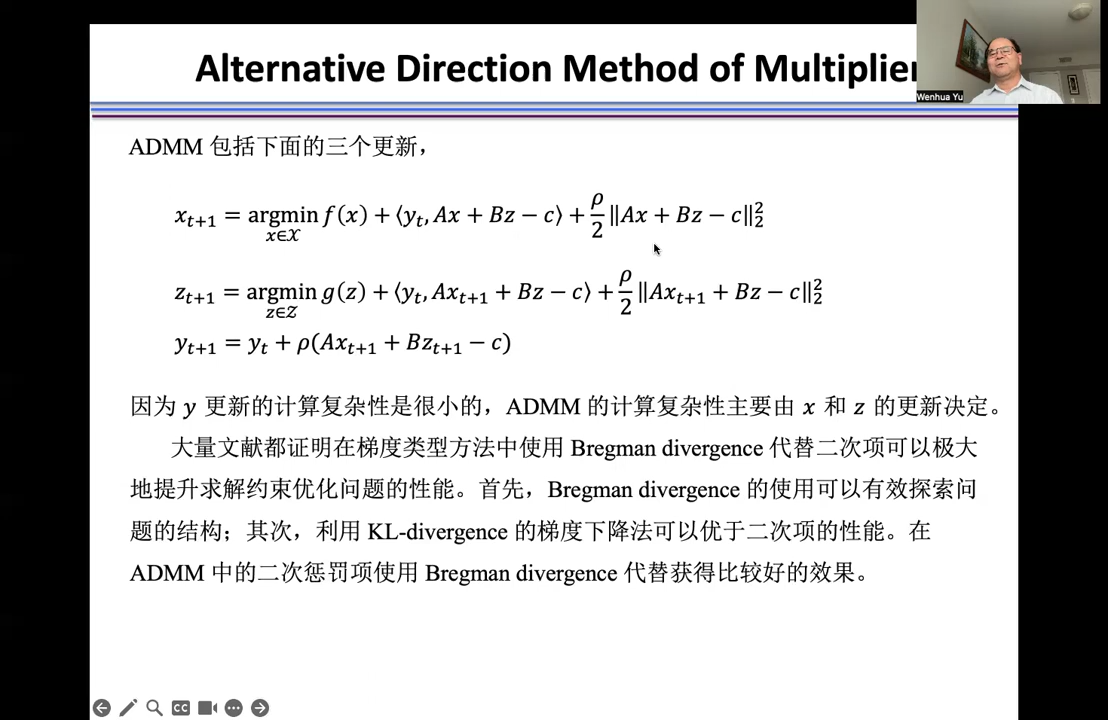 Alternative Direction Method of Multiplier
Wenhua Yu
ADMM 包括下面的三个更新，
x_{t+1} = argmin_{x∈𝒳} f(x) + ⟨y_t, Ax + Bz − c⟩ + ρ/2 ‖Ax + Bz − c‖_2^2
z_{t+1} = argmin_{z∈𝒵} g(z) + ⟨y_t, Ax_{t+1} + Bz − c⟩ + ρ/2 ‖Ax_{t+1} + Bz − c‖_2^2
y_{t+1} = y_t + ρ(Ax_{t+1} + Bz_{t+1} − c)
因为 y 更新的计算复杂性是很小的，ADMM 的计算复杂性主要由 x 和 z 的更新决定。
大量文献都证明在梯度类型方法中使用 Bregman divergence 代替二次项可以极大
地提升求解约束优化问题的性能。首先，Bregman divergence 的使用可以有效探索问
题的结构；其次，利用 KL-divergence 的梯度下降法可以优于二次项的性能。在
ADMM 中的二次惩罚项使用 Bregman divergence 代替获得比较好的效果。
CC